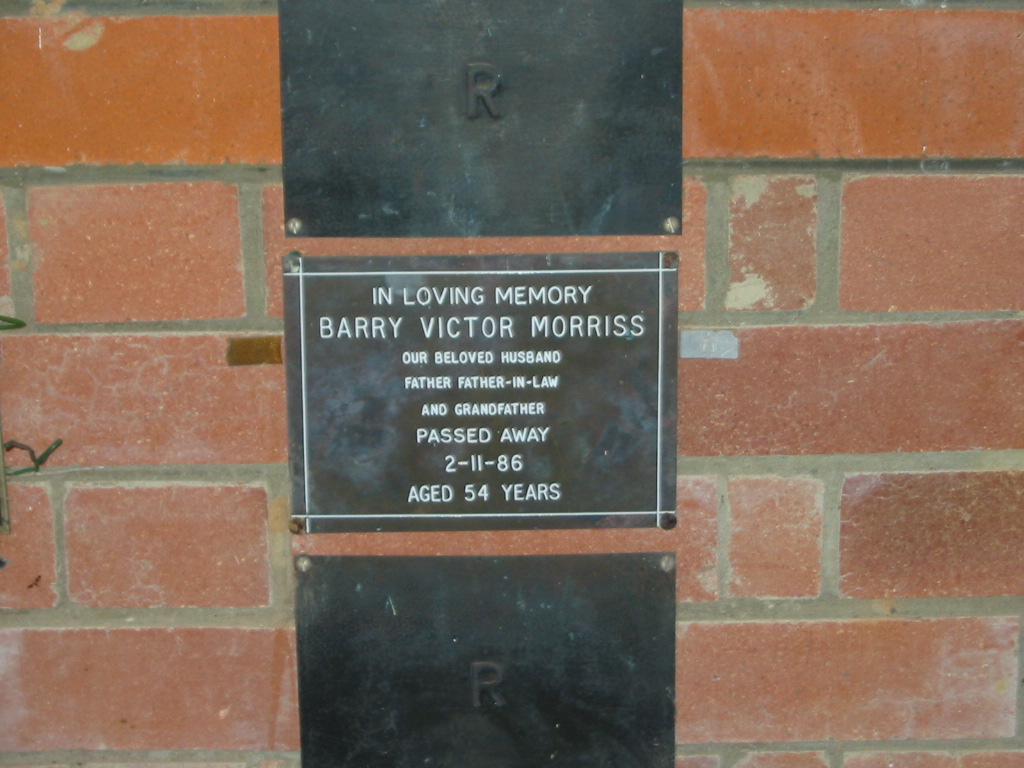 R
IN LOVING MEMORY
BARRY VICTOR MORRISS
OUR BELOVED HUSBAND
FATHER FATHER-IN-LAW
AND GRANDFATHER
PASSED AWAY
2-11-86
AGED 54 YEARS
R